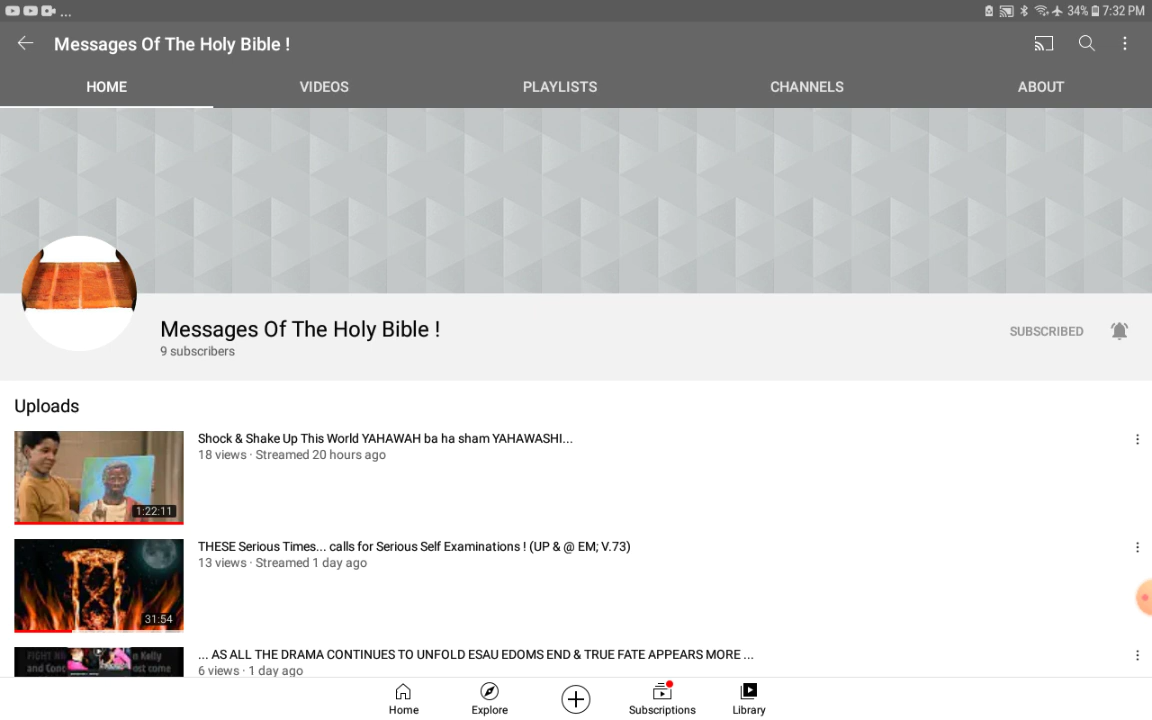 ... 34% 7:32 PM
Messages Of The Holy Bible !
HOME VIDEOS PLAYLISTS CHANNELS ABOUT
Messages Of The Holy Bible !
9 subscribers
SUBSCRIBED
Uploads
Shock & Shake Up This World YAHAWAH ba ha sham YAHAWASHI...
18 views · Streamed 20 hours ago
1:22:11
THESE Serious Times... calls for Serious Self Examinations ! (UP & @ EM; V.73)
13 views · Streamed 1 day ago
31:54
... AS ALL THE DRAMA CONTINUES TO UNFOLD ESAU EDOMS END & TRUE FATE APPEARS MORE ...
6 views · 1 day ago
Kelly
and come
Home Explore Subscriptions Library